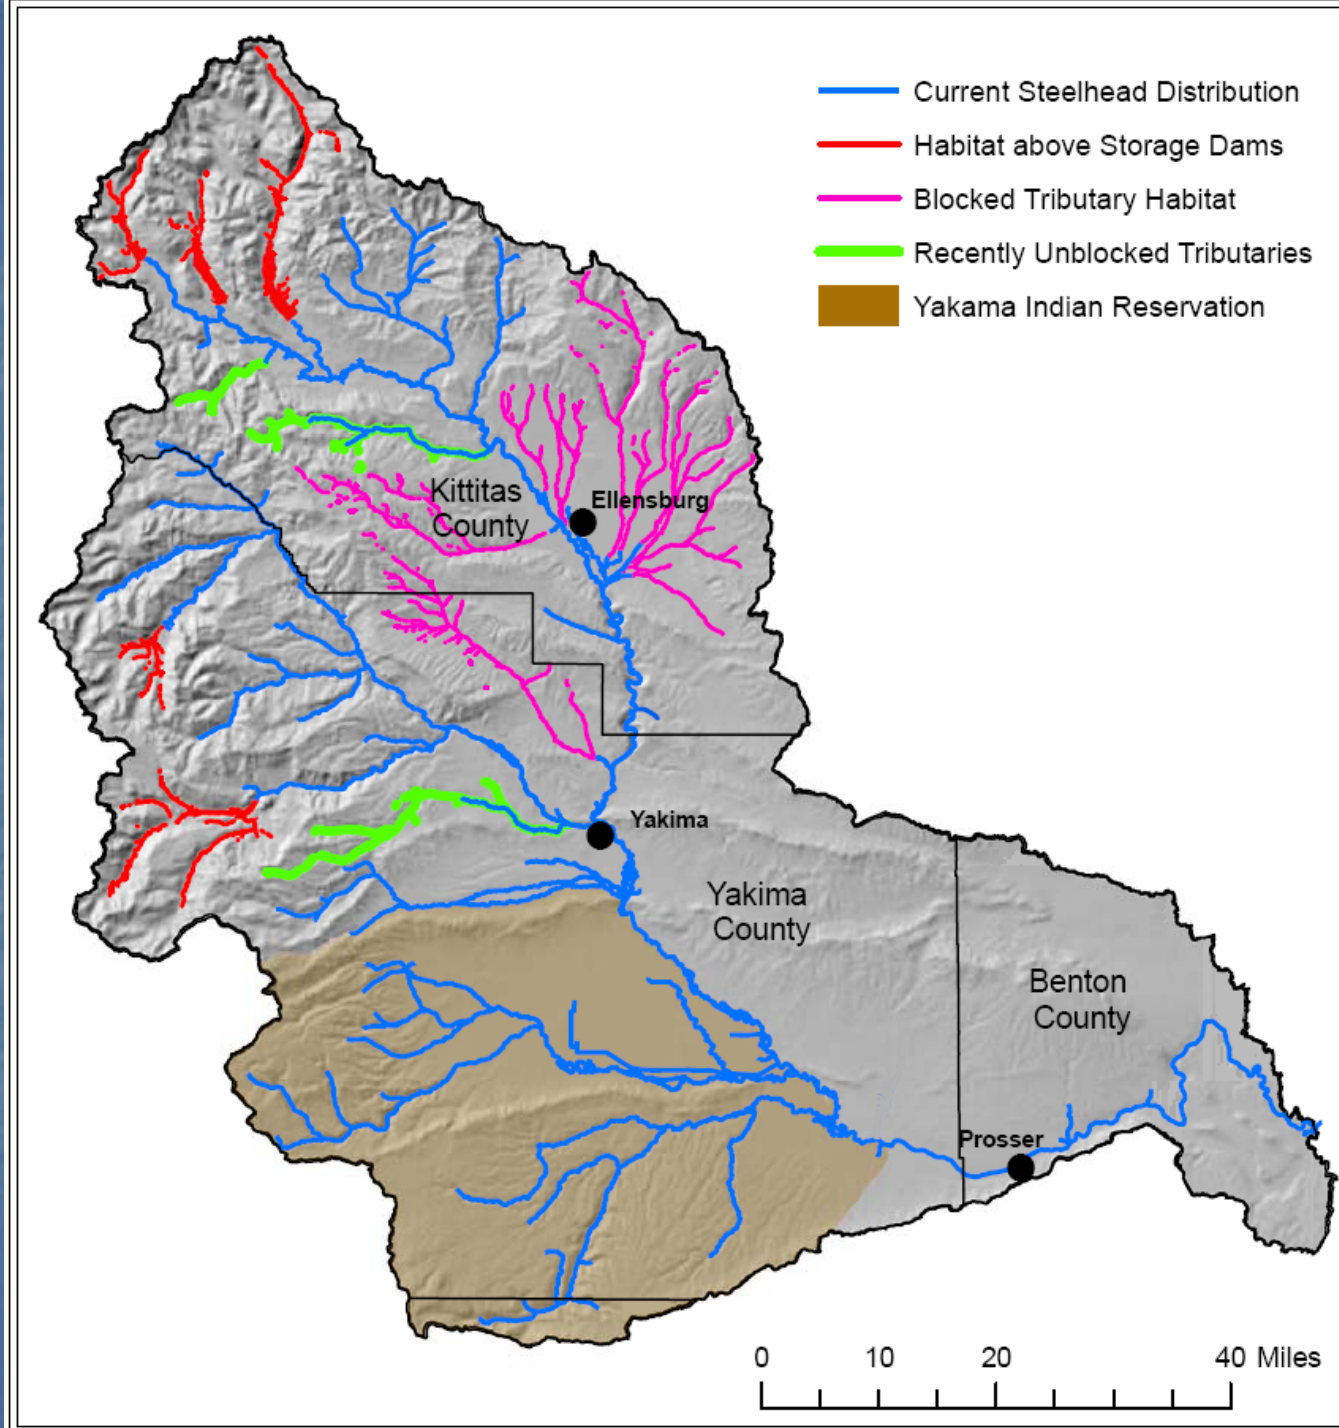 Current Steelhead Distribution
Habitat above Storage Dams
Blocked Tributary Habitat
Recently Unblocked Tributaries
Yakama Indian Reservation
Kittitas
County
Ellensburg
Yakima
Yakima
County
Benton
County
Prosser
0 10 20 40 Miles